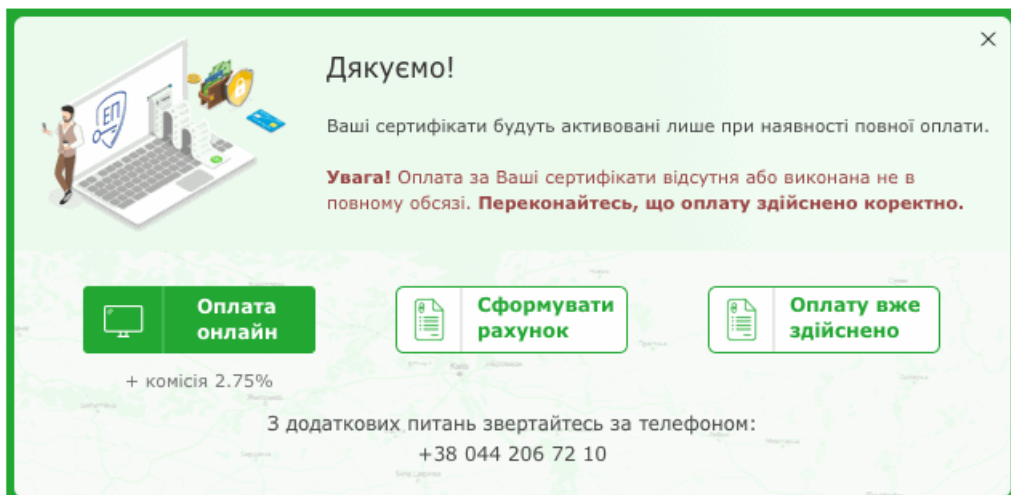 Дякуємо!
Ваші сертифікати будуть активовані лише при наявності повної оплати.
Увага! Оплата за Ваші сертифікати відсутня або виконана не в
повному обсязі. Переконайтесь, що оплату здійснено коректно.
ЕП
Оплата
онлайн
Сформувати
рахунок
Оплату вже
здійснено
+ комісія 2.75%
Київ
З додаткових питань звертайтесь за телефоном:
+38 044 206 72 10